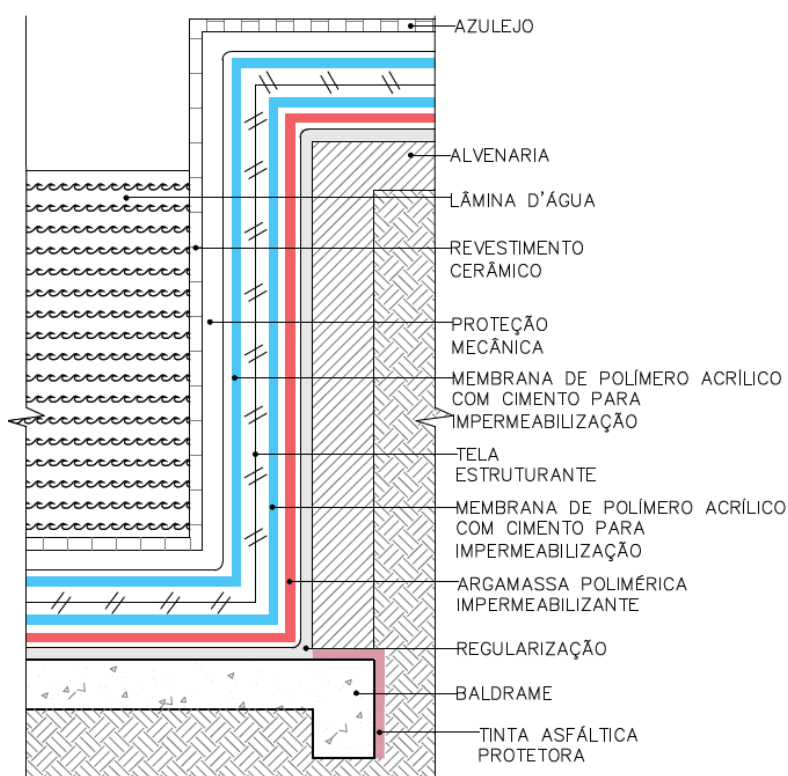 AZULEJO
ALVENARIA
LÂMINA D'ÁGUA
REVESTIMENTO
CERÂMICO
PROTEÇÃO
MECÂNICA
MEMBRANA DE POLÍMERO ACRÍLICO
COM CIMENTO PARA
IMPERMEABILIZAÇÃO
TELA
ESTRUTURANTE
MEMBRANA DE POLÍMERO ACRÍLICO
COM CIMENTO PARA
IMPERMEABILIZAÇÃO
ARGAMASSA POLIMÉRICA
IMPERMEABILIZANTE
REGULARIZAÇÃO
BALDRAME
TINTA ASFÁLTICA
PROTETORA